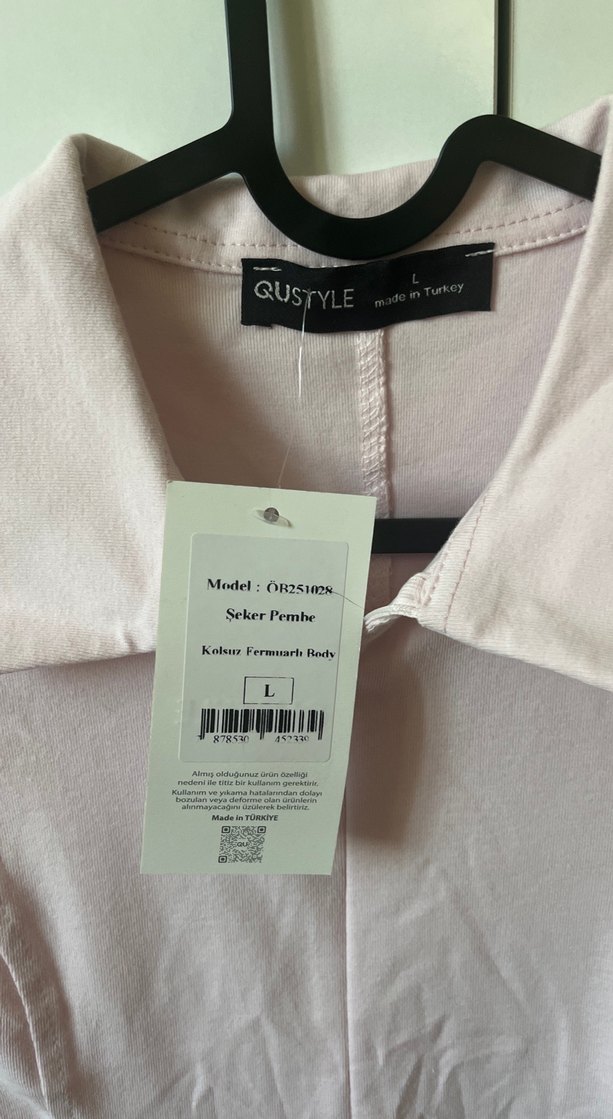 QUSTYLE
L
made in Turkey
Model : ÖB251028
Şeker Pembe
Kolsuz Fermuarlı Body
L
878530 452339
Almış olduğunuz ürün özelliği
nedeni ile titiz bir kullanım gerektirir.
Kullanım ve yıkama hatalarından dolayı
bozulan veya deforme olan ürünlerin
alınmayacağını üzülerek belirtiriz.
Made in TÜRKİYE
QU